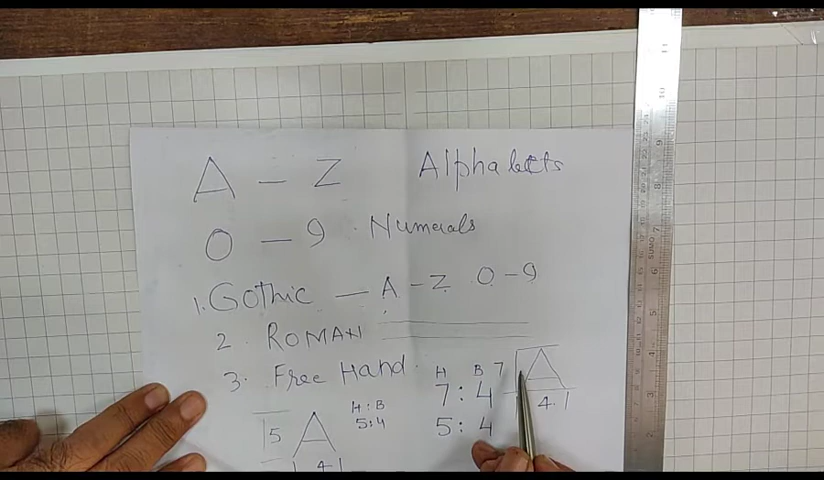 A - Z Alphabets
0 - 9 Numerals
1. Gothic - A - Z 0 - 9
2 ROMAN
3. Free Hand
H B
7 : 4
5 : 4
7 A
4
H : B
5 : 4
5 A
4